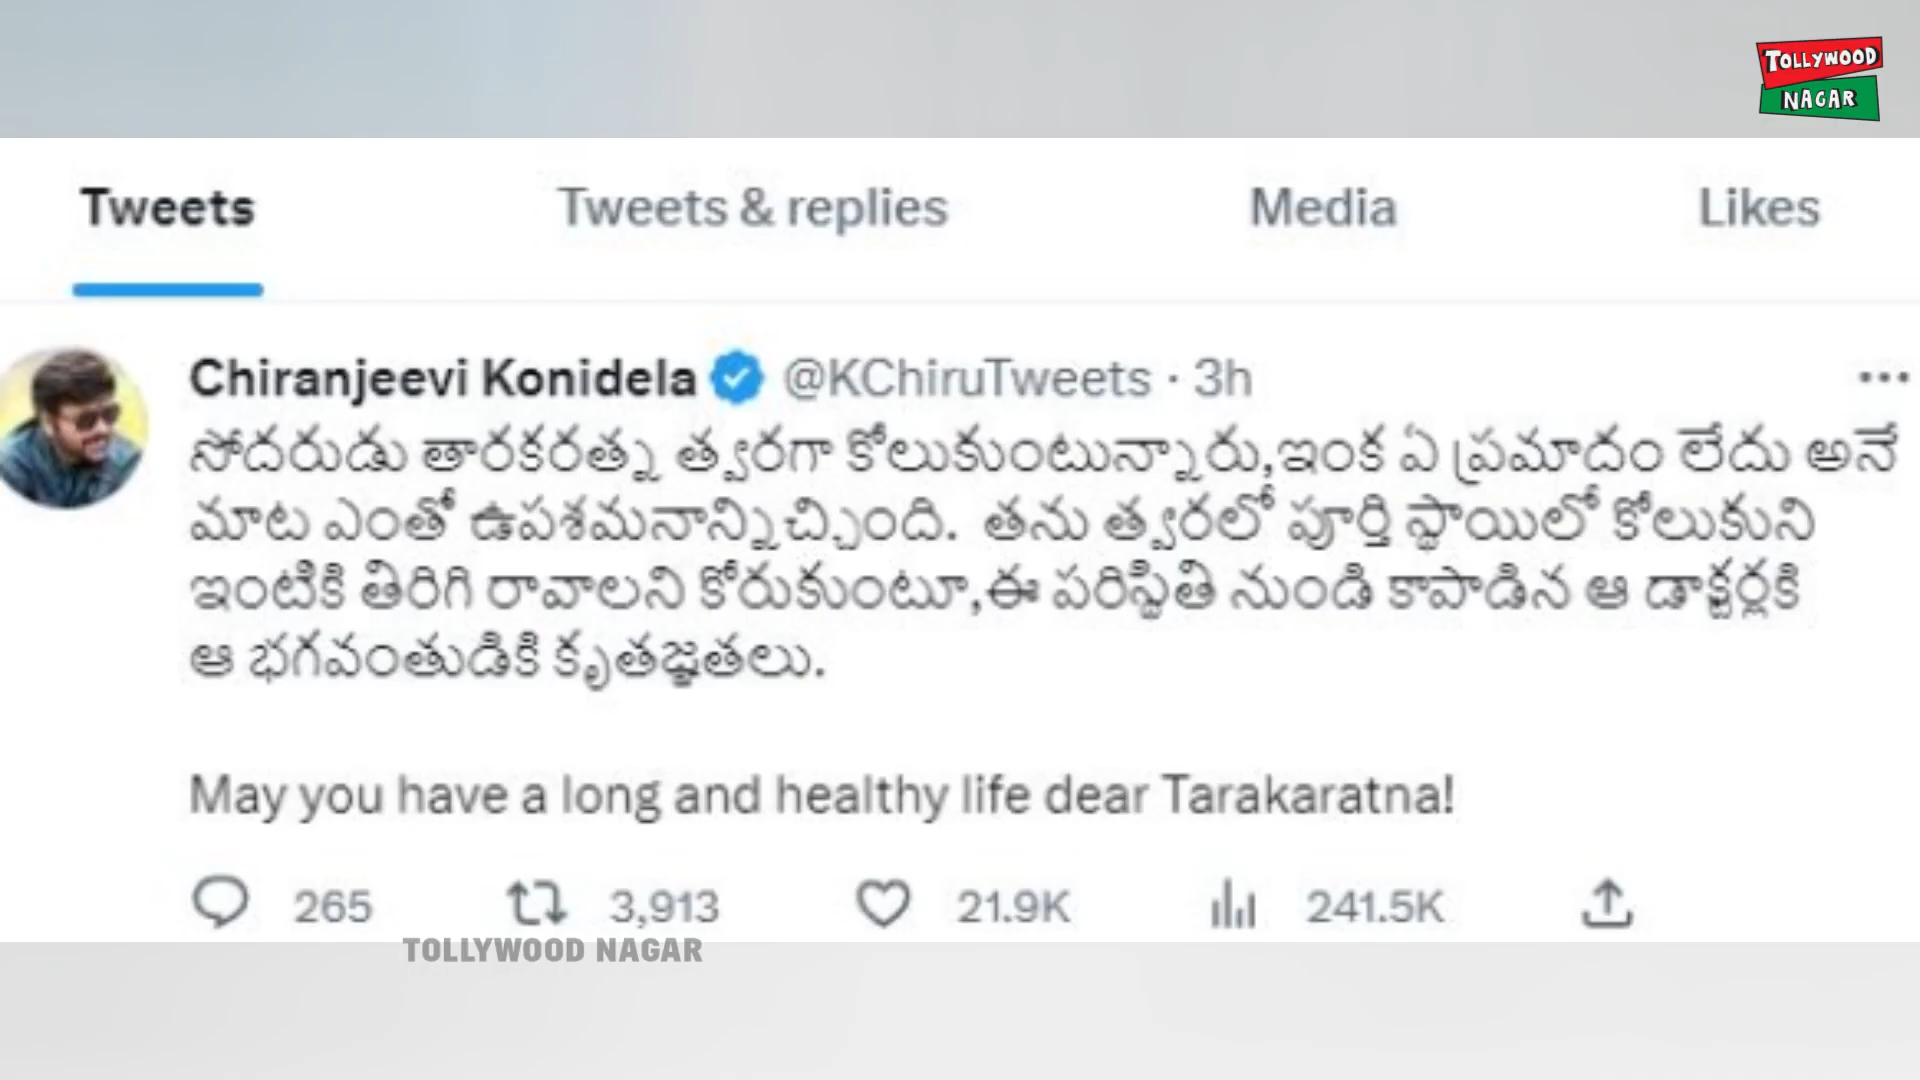 TOLLYWOOD
NAGAR
Tweets Tweets & replies Media Likes
Chiranjeevi Konidela @KChiruTweets · 3h
సోదరుడు తారకరత్న త్వరగా కోలుకుంటున్నారు,ఇంక ఏ ప్రమాదం లేదు అనే
మాట ఎంతో ఉపశమనాన్నిచ్చింది. తను త్వరలో పూర్తి స్థాయిలో కోలుకుని
ఇంటికి తిరిగి రావాలని కోరుకుంటూ,ఈ పరిస్థితి నుండి కాపాడిన ఆ డాక్టర్లకి
ఆ భగవంతుడికి కృతజ్ఞతలు.
May you have a long and healthy life dear Tarakaratna!
265 3,913 21.9K 241.5K
TOLLYWOOD NAGAR